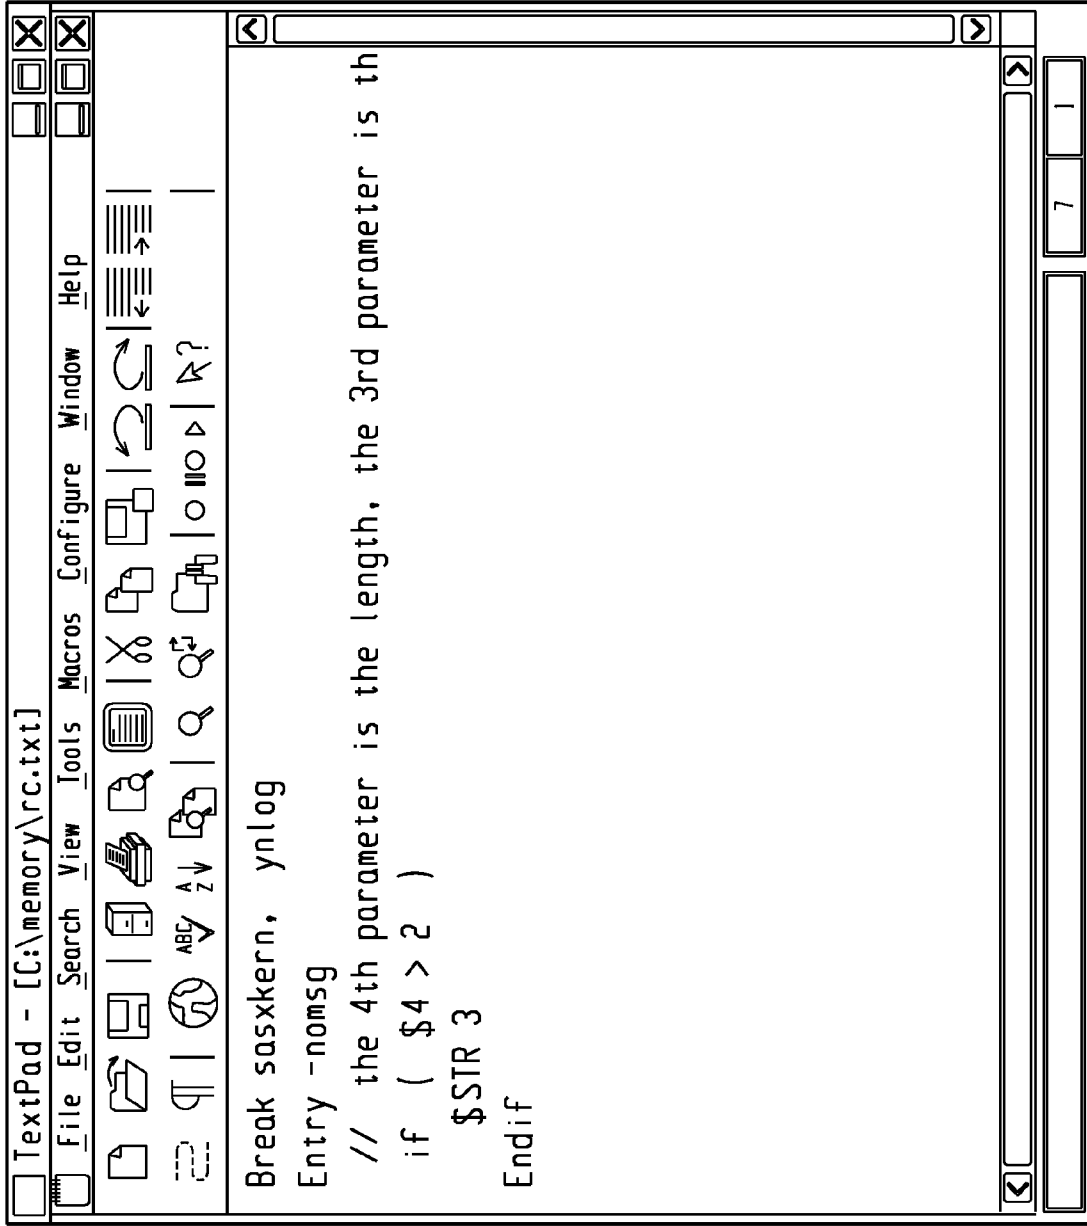 TextPad - [C:\memory\rc.txt]
File Edit Search View Tools Macros Configure Window Help
ABC A Z ?
Break sasxkern, ynlog
Entry -nomsg
// the 4th parameter is the length, the 3rd parameter is th
if ( $4 > 2 )
$STR 3
Endif
7 1